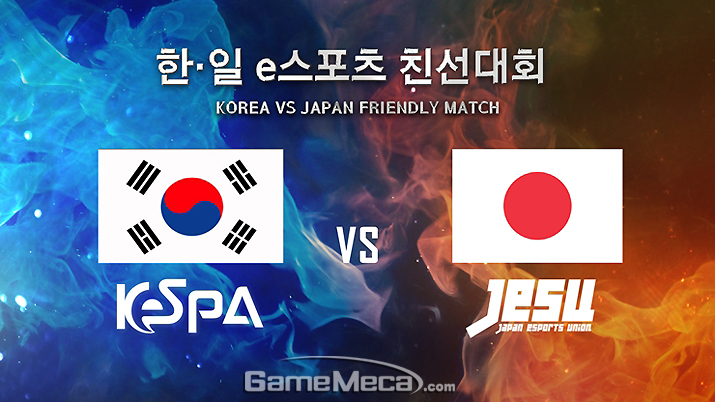 한·일 e스포츠 친선대회
KOREA VS JAPAN FRIENDLY MATCH
VS
KeSPA
JeSU
JAPAN eSPORTS UNION
GameMeca.com